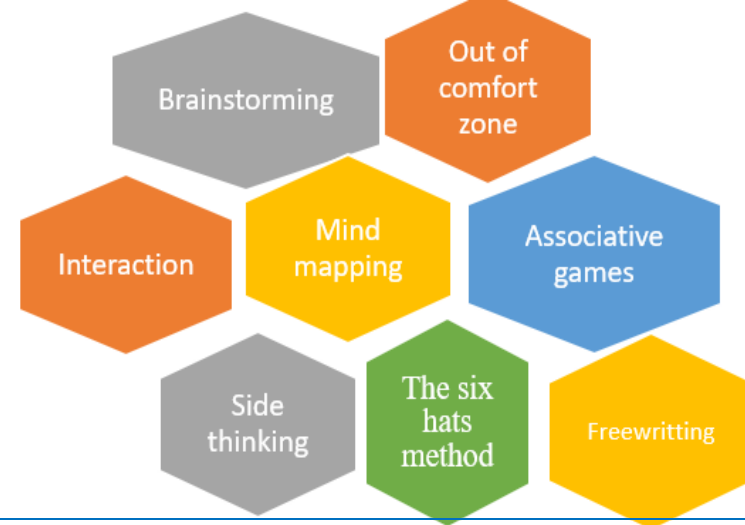 Brainstorming
Out of
comfort
zone
Interaction
Mind
mapping
Associative
games
Side
thinking
The six
hats
method
Freewritting